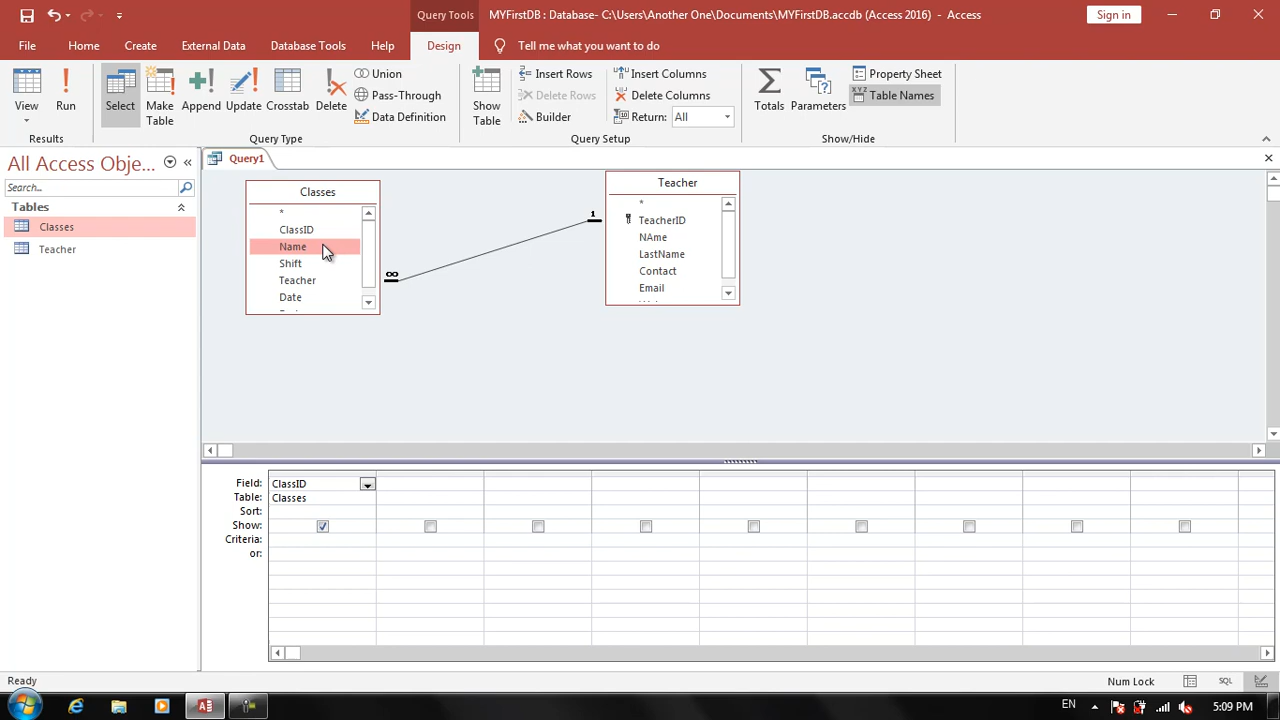 Query Tools
MYFirstDB : Database- C:\Users\Another One\Documents\MYFirstDB.accdb (Access 2016) - Access
Sign in
File Home Create External Data Database Tools Help Design Tell me what you want to do
View
Run
Results
Select
Make Table
Append
Update
Crosstab
Delete
Union
Pass-Through
Data Definition
Query Type
Show Table
Insert Rows
Delete Rows
Builder
Insert Columns
Delete Columns
Return: All
Query Setup
Totals
Parameters
Property Sheet
XYZ Table Names
Show/Hide
All Access Obje...
Search...
Tables
Classes
Teacher
Query1
Classes
*
ClassID
Name
Shift
Teacher
Date
∞
1
Teacher
*
TeacherID
NAme
LastName
Contact
Email
Field: ClassID
Table: Classes
Sort:
Show:
Criteria:
or:
Ready
Num Lock
SQL
EN
5:09 PM